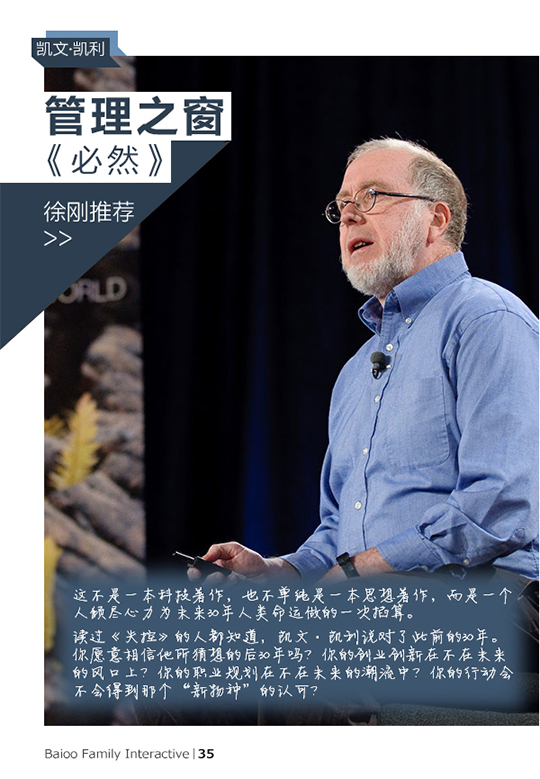 凯文·凯利
管理之窗
《必然》
徐刚推荐
>>
ORLD
这不是一本科技著作，也不单纯是一本思想著作，而是一个
人倾尽心力为未来30年人类命运做的一次掐算。
读过《失控》的人都知道，凯文·凯利说对了此前的30年。
你愿意相信他所猜想的后30年吗？你的创业创新在不在未来
的风口上？你的职业规划在不在未来的潮流中？你的行动会
不会得到那个“新物神”的认可？
Baioo Family Interactive | 35